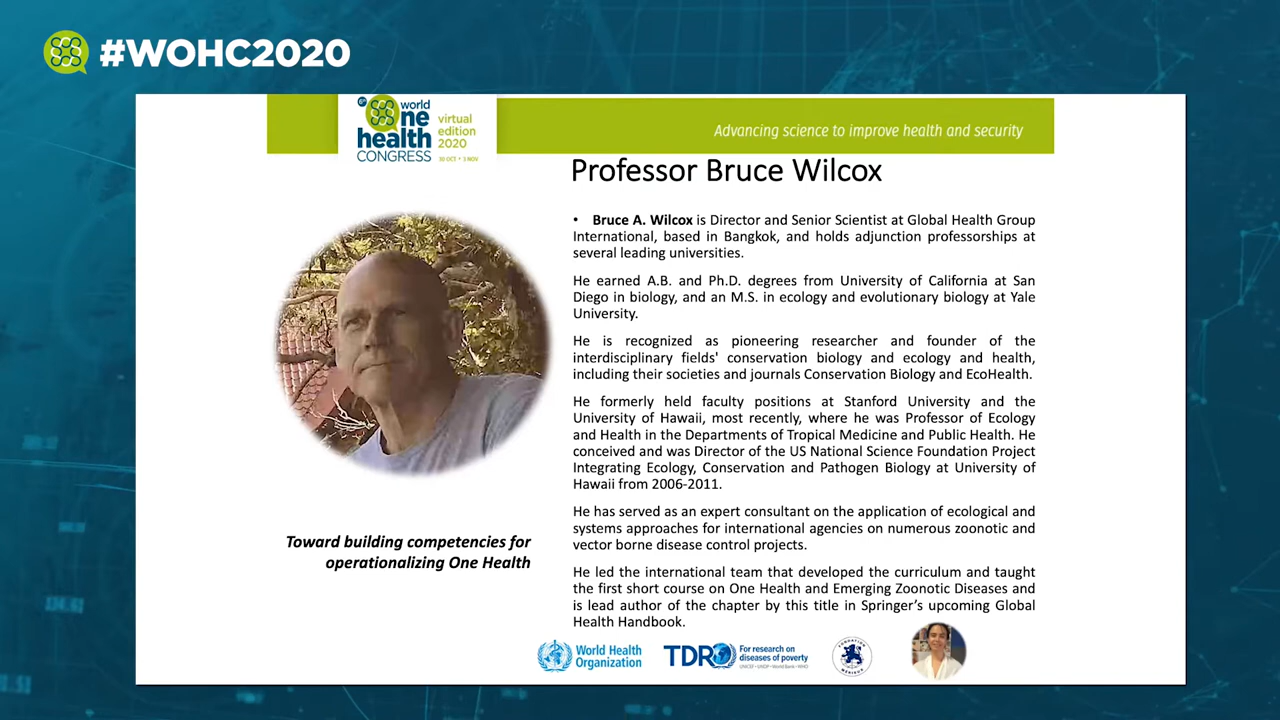 #WOHC2020
6th world
One
health
CONGRESS
virtual
edition
2020
30 OCT • 3 NOV
Advancing science to improve health and security
Professor Bruce Wilcox
• Bruce A. Wilcox is Director and Senior Scientist at Global Health Group
International, based in Bangkok, and holds adjunction professorships at
several leading universities.
He earned A.B. and Ph.D. degrees from University of California at San
Diego in biology, and an M.S. in ecology and evolutionary biology at Yale
University.
He is recognized as pioneering researcher and founder of the
interdisciplinary fields' conservation biology and ecology and health,
including their societies and journals Conservation Biology and EcoHealth.
He formerly held faculty positions at Stanford University and the
University of Hawaii, most recently, where he was Professor of Ecology
and Health in the Departments of Tropical Medicine and Public Health. He
conceived and was Director of the US National Science Foundation Project
Integrating Ecology, Conservation and Pathogen Biology at University of
Hawaii from 2006-2011.
He has served as an expert consultant on the application of ecological and
systems approaches for international agencies on numerous zoonotic and
vector borne disease control projects.
He led the international team that developed the curriculum and taught
the first short course on One Health and Emerging Zoonotic Diseases and
is lead author of the chapter by this title in Springer's upcoming Global
Health Handbook.
Toward building competencies for
operationalizing One Health
World Health
Organization
TDR
For research on
diseases of poverty
UNICEF • UNDP • World Bank • WHO